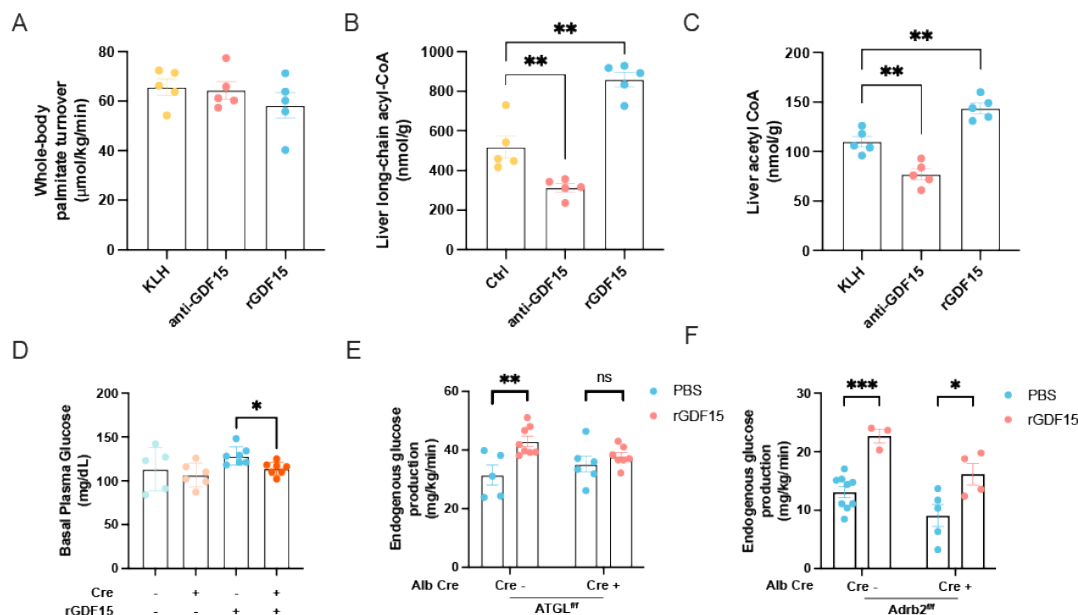 A
Whole-body
palmitate turnover
(μmol/kg/min)
80
60
40
20
0
KLH
anti-GDF15
rGDF15
B
Liver long-chain acyl-CoA
(nmol/g)
1000
800
600
400
200
0
**
**
Ctrl
anti-GDF15
rGDF15
C
Liver acetyl CoA
(nmol/g)
200
150
100
50
0
**
**
KLH
anti-GDF15
rGDF15
D
Basal Plasma Glucose
(mg/dL)
200
150
100
50
0
*
Cre - + - +
rGDF15 - - + +
E
Endogenous glucose
production
(mg/kg/min)
60
40
20
0
**
ns
PBS
rGDF15
Alb Cre Cre - Cre +
ATGLf/f
F
Endogenous glucose
production
(mg/kg/min)
30
20
10
0
***
*
PBS
rGDF15
Alb Cre Cre - Cre +
Adrb2f/f